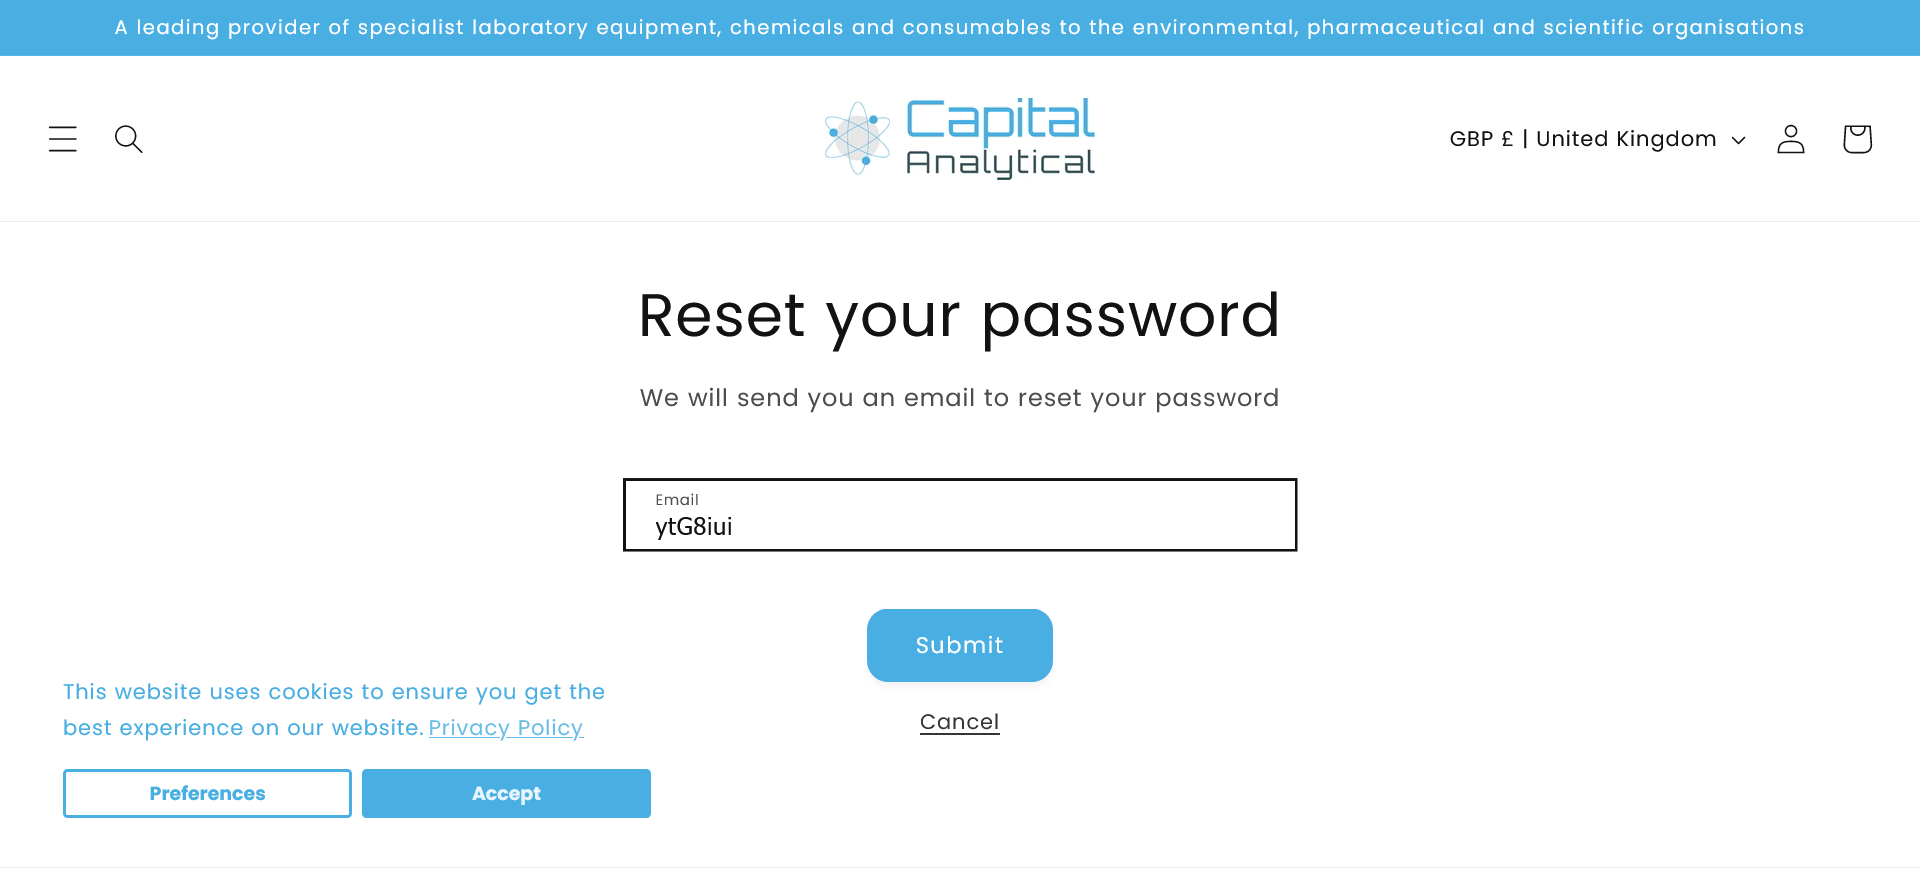 A leading provider of specialist laboratory equipment, chemicals and consumables to the environmental, pharmaceutical and scientific organisations
Capital
Analytical
GBP £ | United Kingdom
Reset your password
We will send you an email to reset your password
Email
ytG8iui
Submit
Cancel
This website uses cookies to ensure you get the
best experience on our website. Privacy Policy
Preferences
Accept